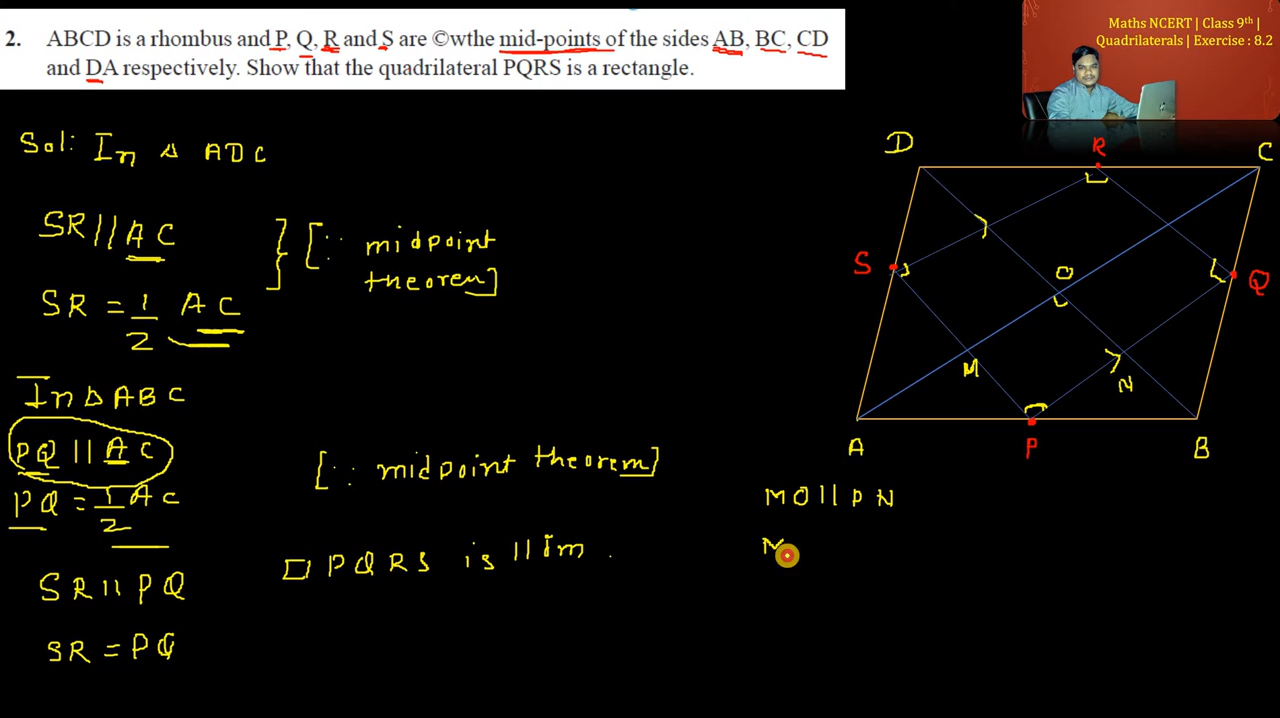 2. ABCD is a rhombus and P, Q, R and S are ©wthe mid-points of the sides AB, BC, CD
and DA respectively. Show that the quadrilateral PQRS is a rectangle.
Maths NCERT | Class 9th |
Quadrilaterals | Exercise : 8.2
Sol: In Δ ADC
SR || AC
SR = 1/2 AC
} [∵ midpoint
theorem]
In Δ ABC
PQ || AC
PQ = 1/2 AC
[∵ midpoint theorem]
SR || PQ
SR = PQ
□ PQRS is ||gm .
D
R
C
S
O
Q
M
N
A
P
B
MO || PN
M